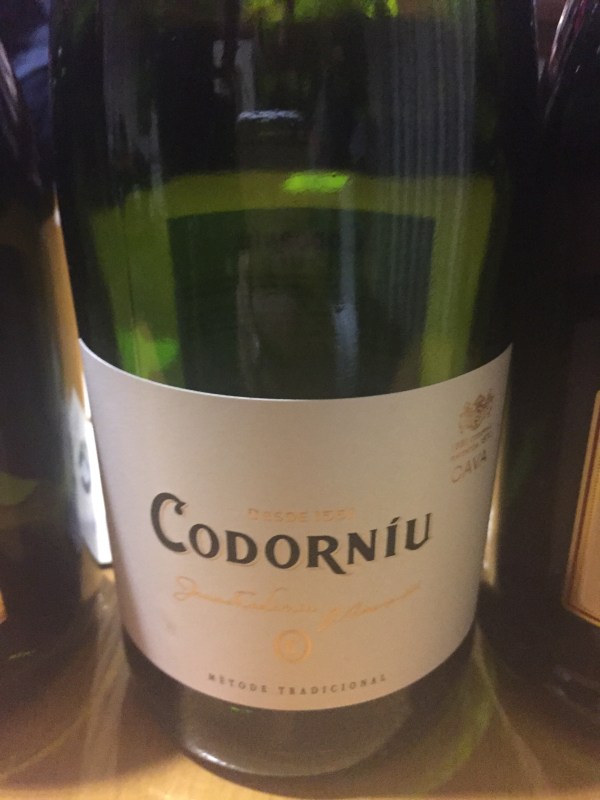 DESDE 1551
CODORNÍU
MÈTODE TRADICIONAL
CAVA